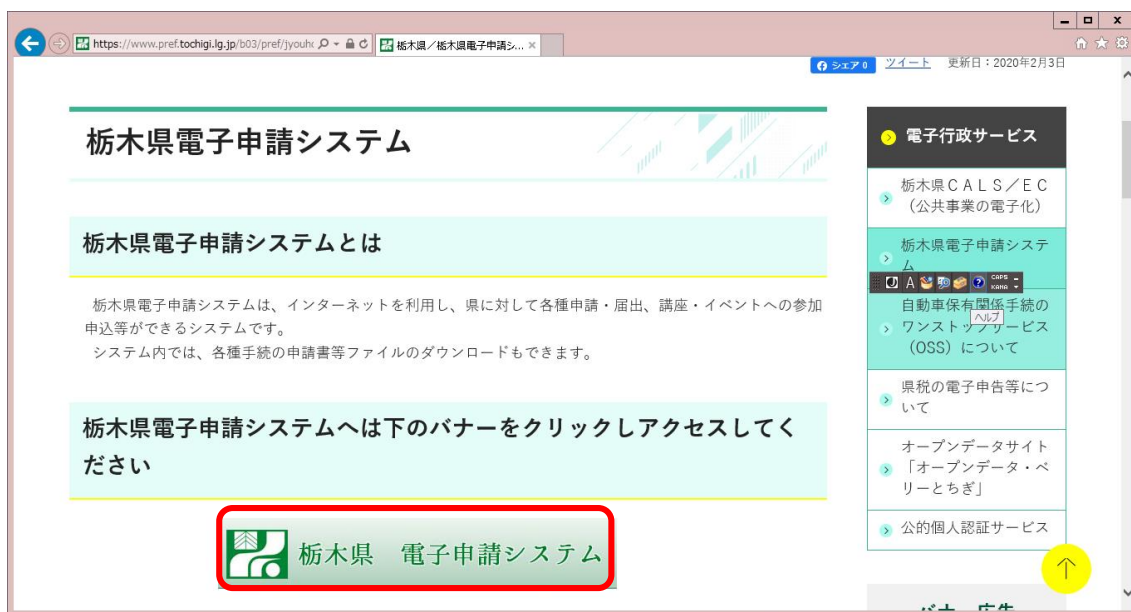 https://www.pref.tochigi.lg.jp/b03/pref/jyouhc
栃木県／栃木県電子申請シ...
シェア 0 ツイート 更新日：2020年2月3日
栃木県電子申請システム
栃木県電子申請システムとは
栃木県電子申請システムは、インターネットを利用し、県に対して各種申請・届出、講座・イベントへの参加
申込等ができるシステムです。
システム内では、各種手続の申請書等ファイルのダウンロードもできます。
栃木県電子申請システムへは下のバナーをクリックしアクセスしてく
ださい
栃木県 電子申請システム
電子行政サービス
栃木県ＣＡＬＳ／ＥＣ
（公共事業の電子化）
栃木県電子申請システ
ム
A CAPS
KANA
自動車保有関係手続の
ヘルプ
ワンストップサービス
（OSS）について
県税の電子申告等につ
いて
オープンデータサイト
「オープンデータ・ベ
リーとちぎ」
公的個人認証サービス
バナー広告